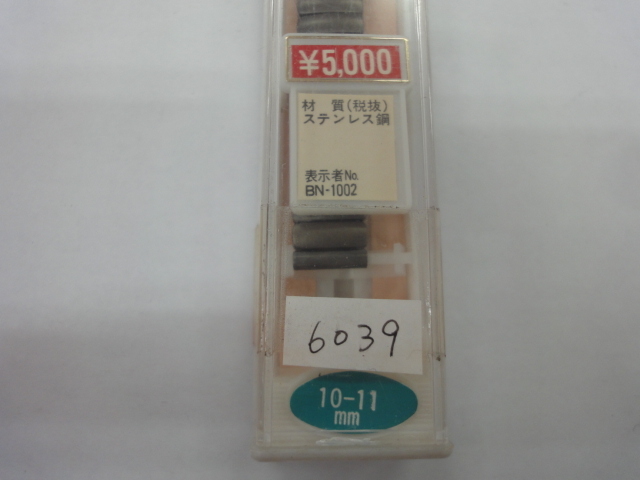 ¥5,000
材 質(税抜)
ステンレス鋼
表示者No.
BN-1002
6039
10-11
mm